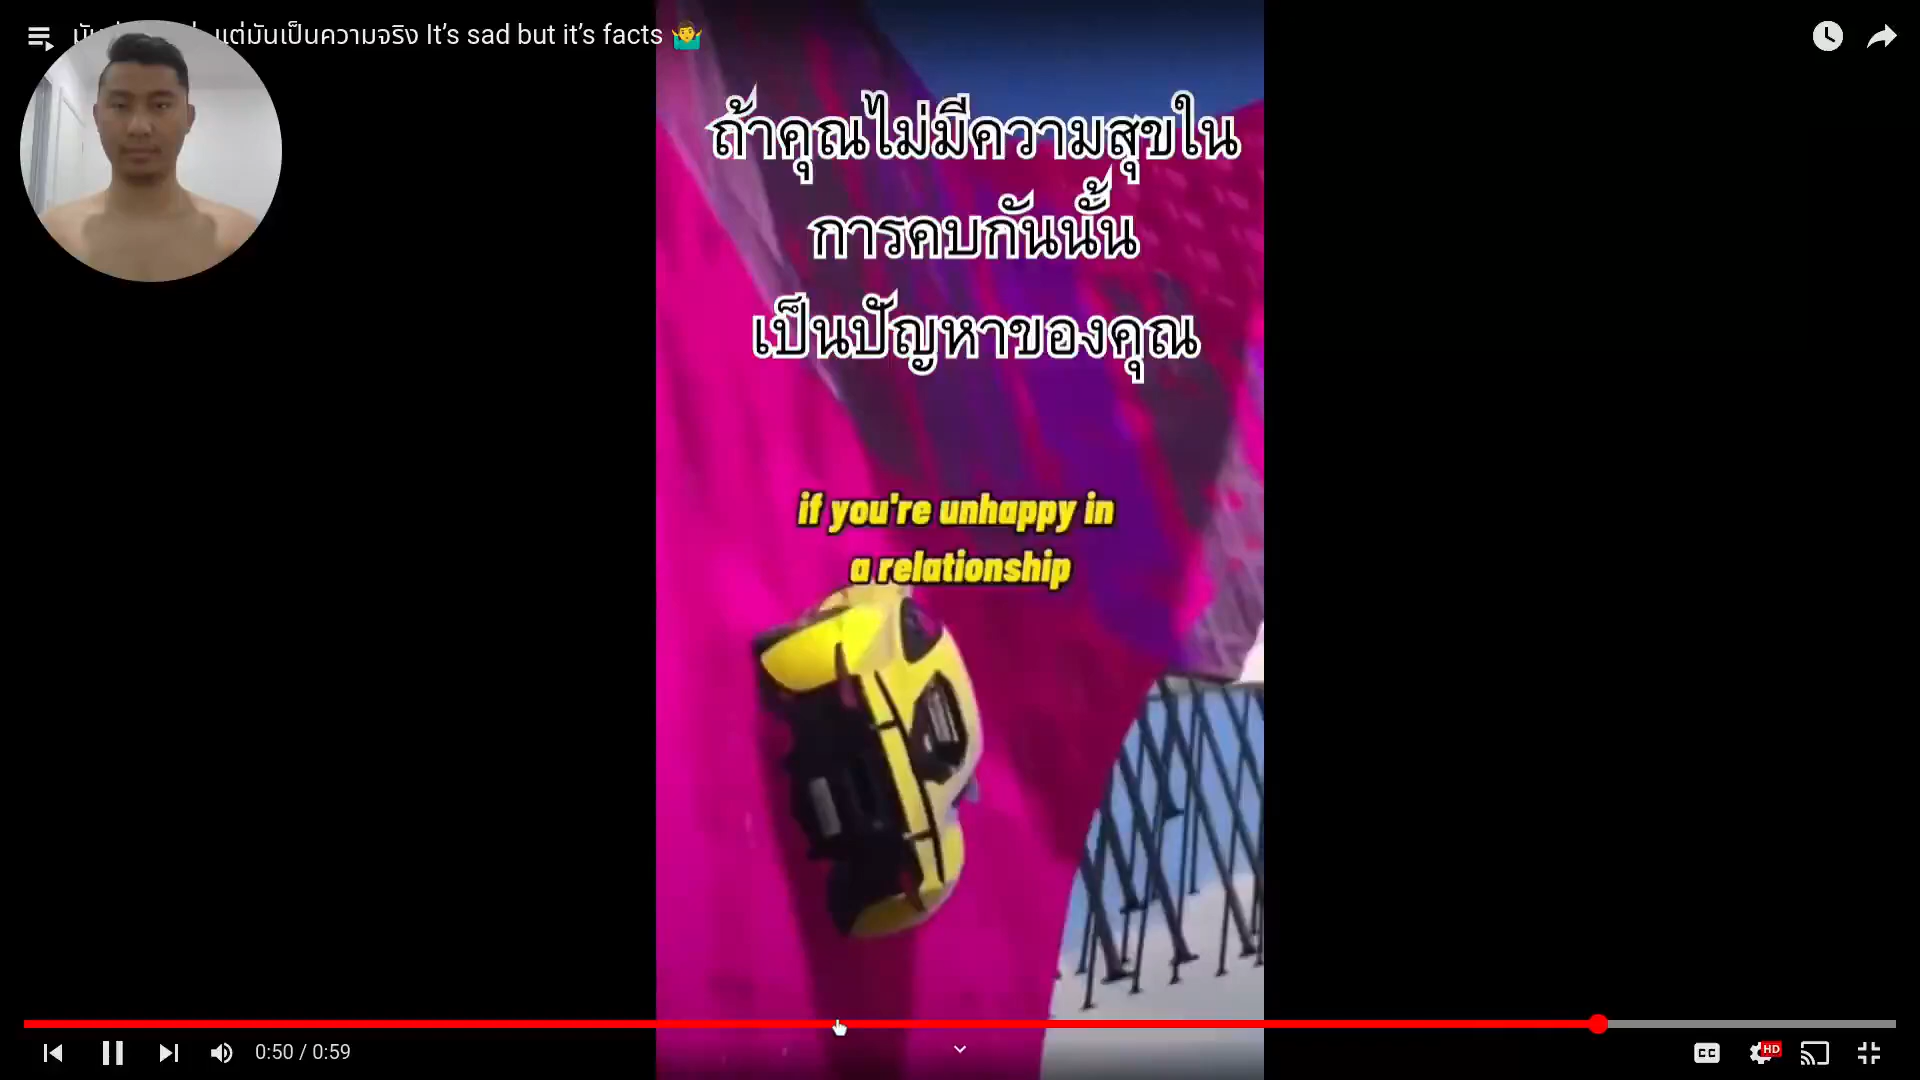 แต่มันเป็นความจริง It’s sad but it’s facts 🤷‍♂️
ถ้าคุณไม่มีความสุขใน
การคบกันนั้น
เป็นปัญหาของคุณ
if you're unhappy in
a relationship
0:50 / 0:59
CC
HD